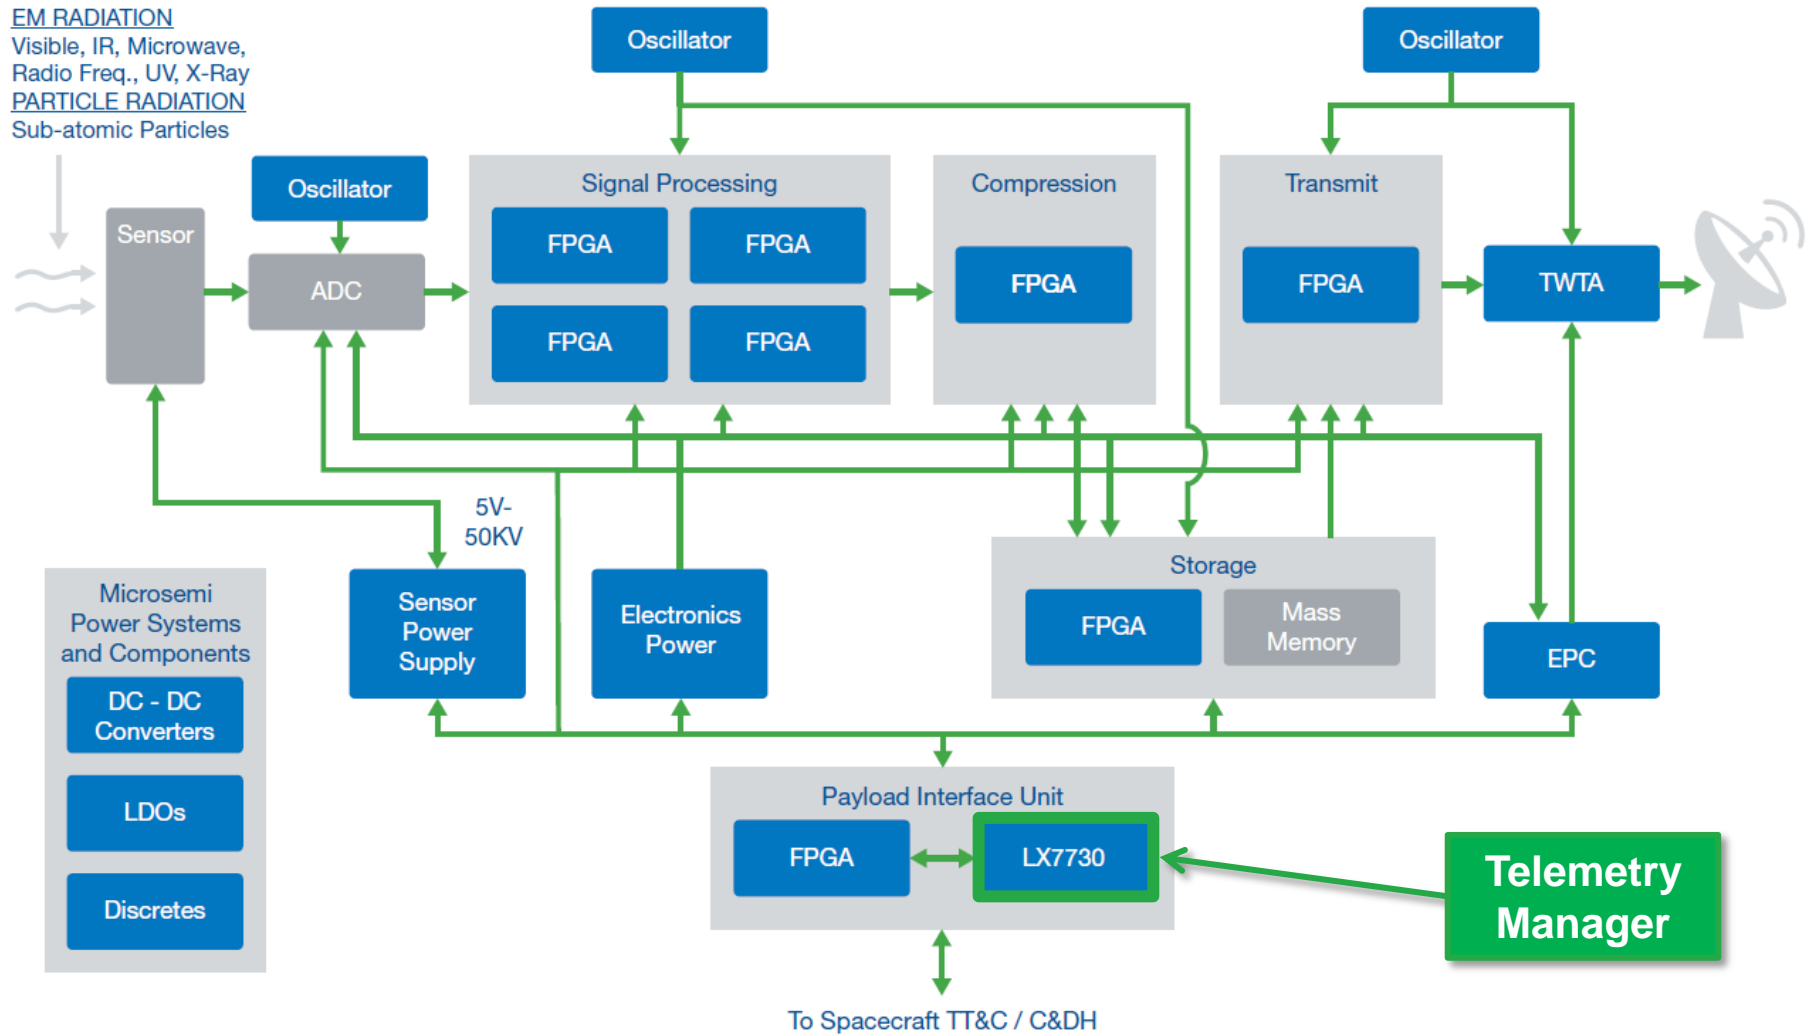 EM RADIATION
Visible, IR, Microwave,
Radio Freq., UV, X-Ray
PARTICLE RADIATION
Sub-atomic Particles
Oscillator
Oscillator
Oscillator
Sensor
ADC
Signal Processing
FPGA
FPGA
FPGA
FPGA
Compression
FPGA
Transmit
FPGA
TWTA
5V-
50KV
Microsemi
Power Systems
and Components
DC - DC
Converters
LDOs
Discretes
Sensor
Power
Supply
Electronics
Power
Storage
FPGA
Mass
Memory
EPC
Payload Interface Unit
FPGA
LX7730
Telemetry
Manager
To Spacecraft TT&C / C&DH